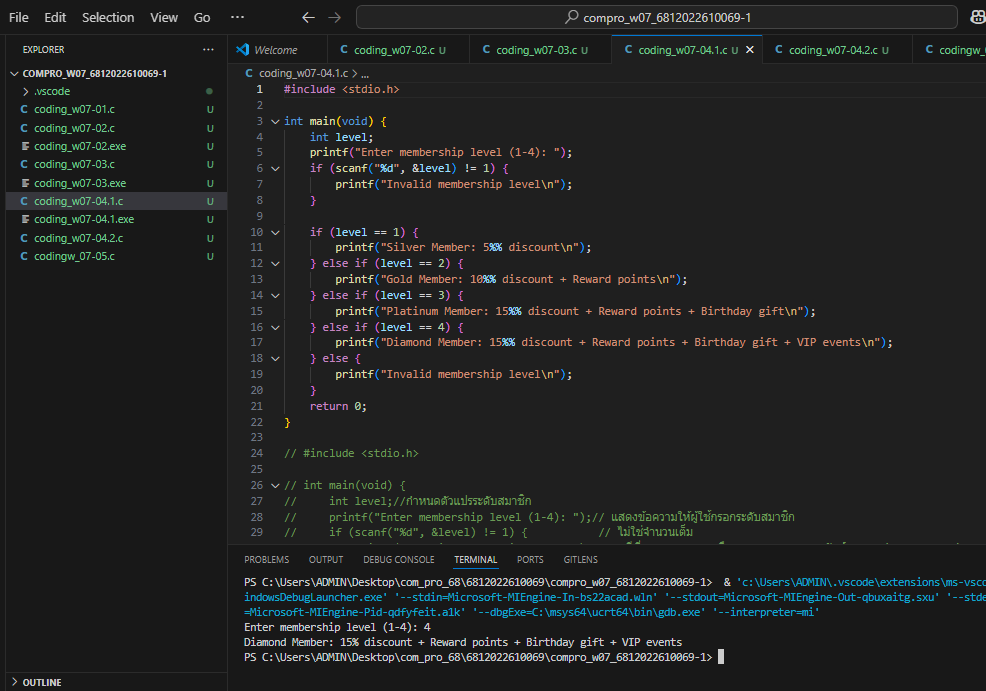 File Edit Selection View Go ··· ← → compro_w07_6812022610069-1
EXPLORER ···
COMPRO_W07_6812022610069-1
.vscode
coding_w07-01.c U
coding_w07-02.c U
coding_w07-02.exe U
coding_w07-03.c U
coding_w07-03.exe U
coding_w07-04.1.c U
coding_w07-04.1.exe U
coding_w07-04.2.c U
codingw_07-05.c U
OUTLINE
Welcome C coding_w07-02.c U C coding_w07-03.c U C coding_w07-04.1.c U × C coding_w07-04.2.c U C codingw_
C coding_w07-04.1.c > ...
1 #include <stdio.h>
2
3 int main(void) {
4 int level;
5 printf("Enter membership level (1-4): ");
6 if (scanf("%d", &level) != 1) {
7 printf("Invalid membership level\n");
8 }
9
10 if (level == 1) {
11 printf("Silver Member: 5%% discount\n");
12 } else if (level == 2) {
13 printf("Gold Member: 10%% discount + Reward points\n");
14 } else if (level == 3) {
15 printf("Platinum Member: 15%% discount + Reward points + Birthday gift\n");
16 } else if (level == 4) {
17 printf("Diamond Member: 15%% discount + Reward points + Birthday gift + VIP events\n");
18 } else {
19 printf("Invalid membership level\n");
20 }
21 return 0;
22 }
23
24 // #include <stdio.h>
25
26 // int main(void) {
27 // int level;//กำหนดตัวแปรระดับสมาชิก
28 // printf("Enter membership level (1-4): ");// แสดงข้อความให้ผู้ใช้กรอกระดับสมาชิก
29 // if (scanf("%d", &level) != 1) { // ไม่ใช่จำนวนเต็ม
PROBLEMS OUTPUT DEBUG CONSOLE TERMINAL PORTS GITLENS
PS C:\Users\ADMIN\Desktop\com_pro_68\6812022610069\compro_w07_6812022610069-1> & 'c:\Users\ADMIN\.vscode\extensions\ms-vsc
indowsDebugLauncher.exe' '--stdin=Microsoft-MIEngine-In-bs22acad.wln' '--stdout=Microsoft-MIEngine-Out-qbuxaitg.sxu' '--std
=Microsoft-MIEngine-Pid-qdfyfeit.alk' '--dbgExe=C:\msys64\ucrt64\bin\gdb.exe' '--interpreter=mi'
Enter membership level (1-4): 4
Diamond Member: 15% discount + Reward points + Birthday gift + VIP events
PS C:\Users\ADMIN\Desktop\com_pro_68\6812022610069\compro_w07_6812022610069-1>